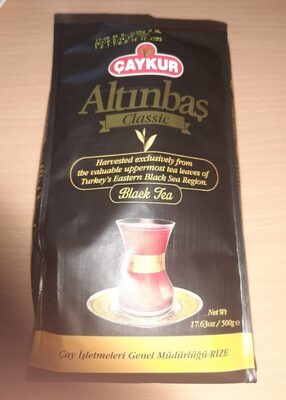 ÇAYKUR
Altınbaş
Classic
Harvested exclusively from
the valuable uppermost tea leaves of
Turkey's Eastern Black Sea Region.
Black Tea
Net Wt
17.63oz / 500g e
Çay İşletmeleri Genel Müdürlüğü-RİZE